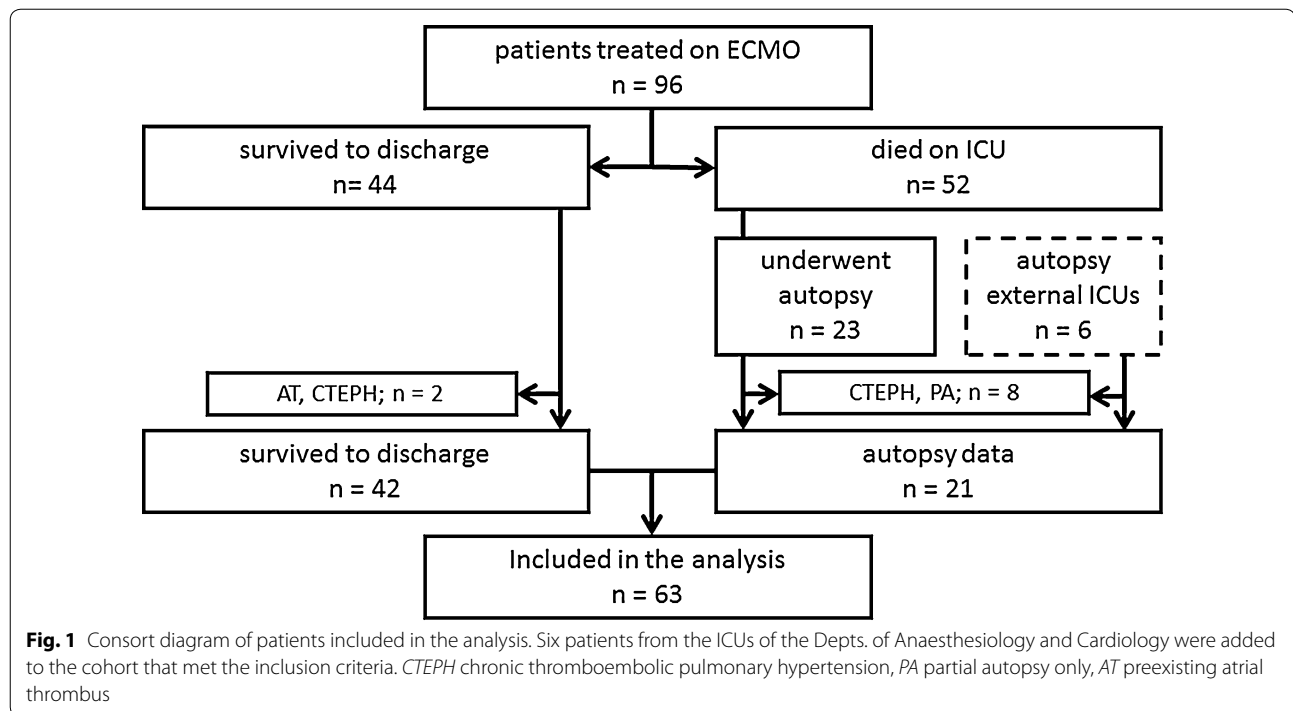 patients treated on ECMO
n = 96
survived to discharge
n= 44
died on ICU
n= 52
underwent
autopsy
n = 23
autopsy
external ICUs
n = 6
AT, CTEPH; n = 2
CTEPH, PA; n = 8
survived to discharge
n = 42
autopsy data
n = 21
Included in the analysis
n = 63
Fig. 1 Consort diagram of patients included in the analysis. Six patients from the ICUs of the Depts. of Anaesthesiology and Cardiology were added
to the cohort that met the inclusion criteria. CTEPH chronic thromboembolic pulmonary hypertension, PA partial autopsy only, AT preexisting atrial
thrombus